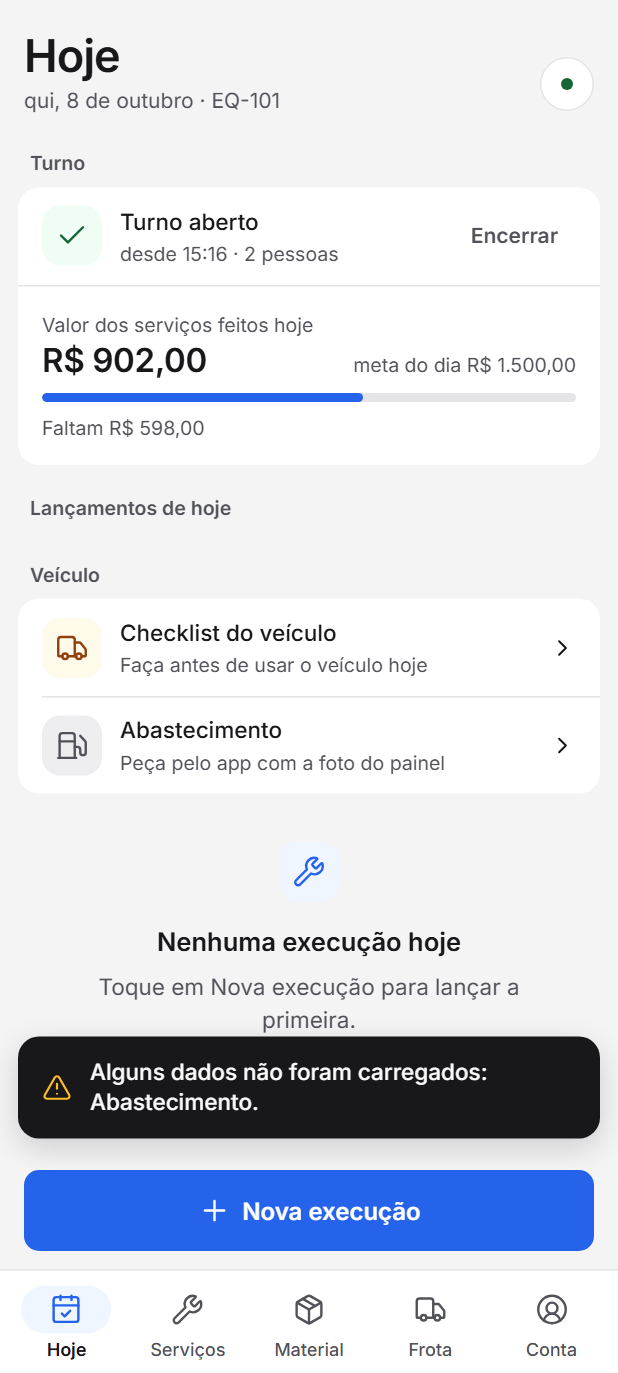 Hoje
qui, 8 de outubro · EQ-101
Turno
Turno aberto
desde 15:16 · 2 pessoas
Encerrar
Valor dos serviços feitos hoje
R$ 902,00
meta do dia R$ 1.500,00
Faltam R$ 598,00
Lançamentos de hoje
Veículo
Checklist do veículo
Faça antes de usar o veículo hoje
Abastecimento
Peça pelo app com a foto do painel
Nenhuma execução hoje
Toque em Nova execução para lançar a
primeira.
Alguns dados não foram carregados:
Abastecimento.
Nova execução
Hoje
Serviços
Material
Frota
Conta